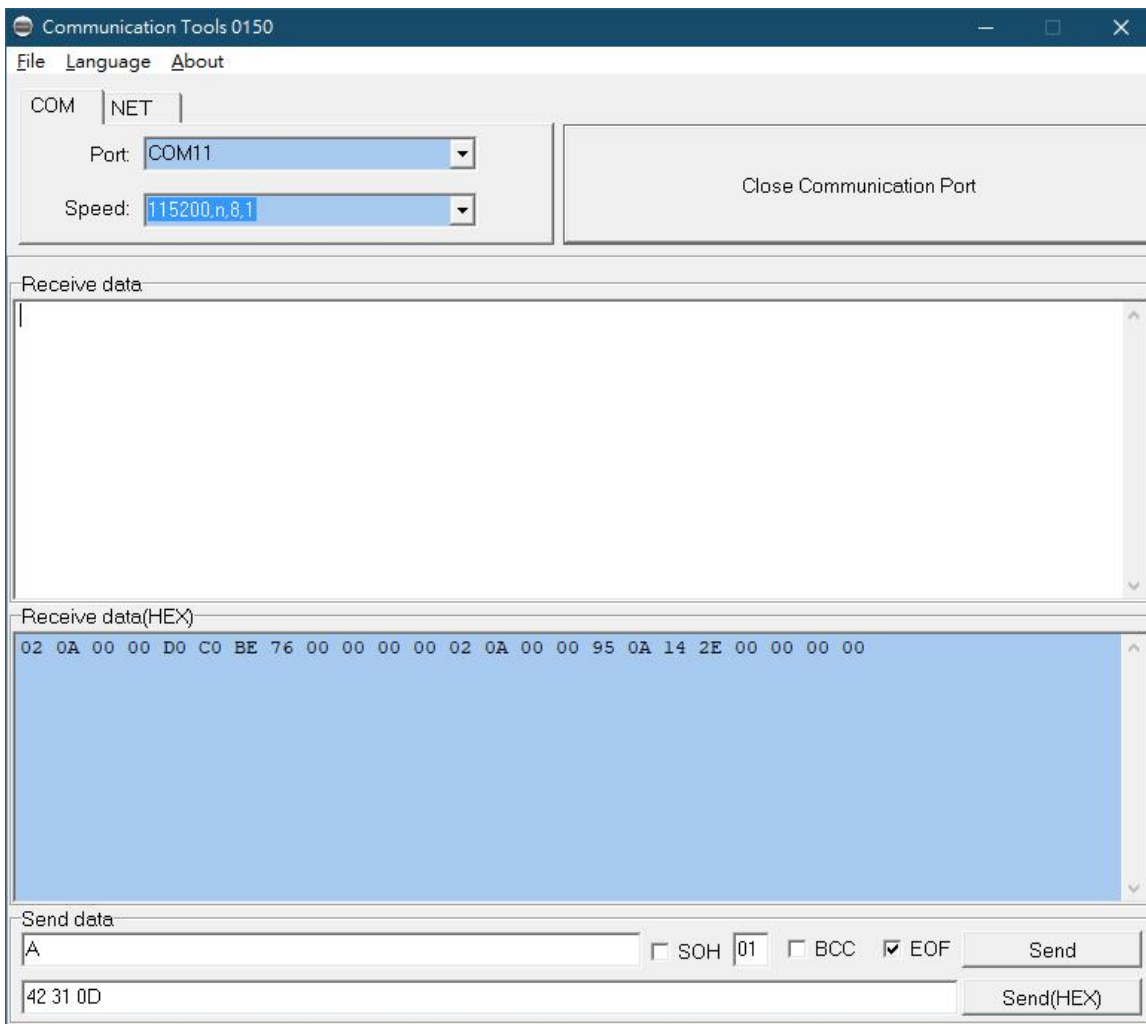 Communication Tools 0150
File Language About
COM NET
Port: COM11
Speed: 115200,n,8,1
Close Communication Port
Receive data
Receive data(HEX)
02 0A 00 00 D0 C0 BE 76 00 00 00 00 02 0A 00 00 95 0A 14 2E 00 00 00 00
Send data
A SOH 01 BCC EOF Send
42 31 0D Send(HEX)